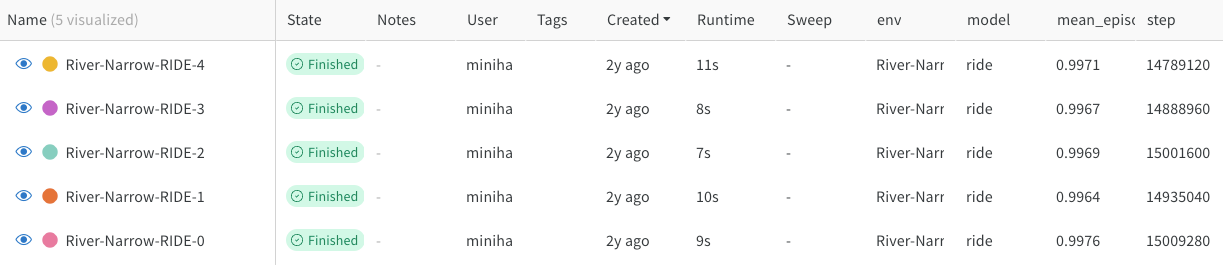 Name (5 visualized) State Notes User Tags Created Runtime Sweep env model mean_episc step
River-Narrow-RIDE-4 Finished - miniha 2y ago 11s - River-Narr ride 0.9971 14789120
River-Narrow-RIDE-3 Finished - miniha 2y ago 8s - River-Narr ride 0.9967 14888960
River-Narrow-RIDE-2 Finished - miniha 2y ago 7s - River-Narr ride 0.9969 15001600
River-Narrow-RIDE-1 Finished - miniha 2y ago 10s - River-Narr ride 0.9964 14935040
River-Narrow-RIDE-0 Finished - miniha 2y ago 9s - River-Narr ride 0.9976 15009280